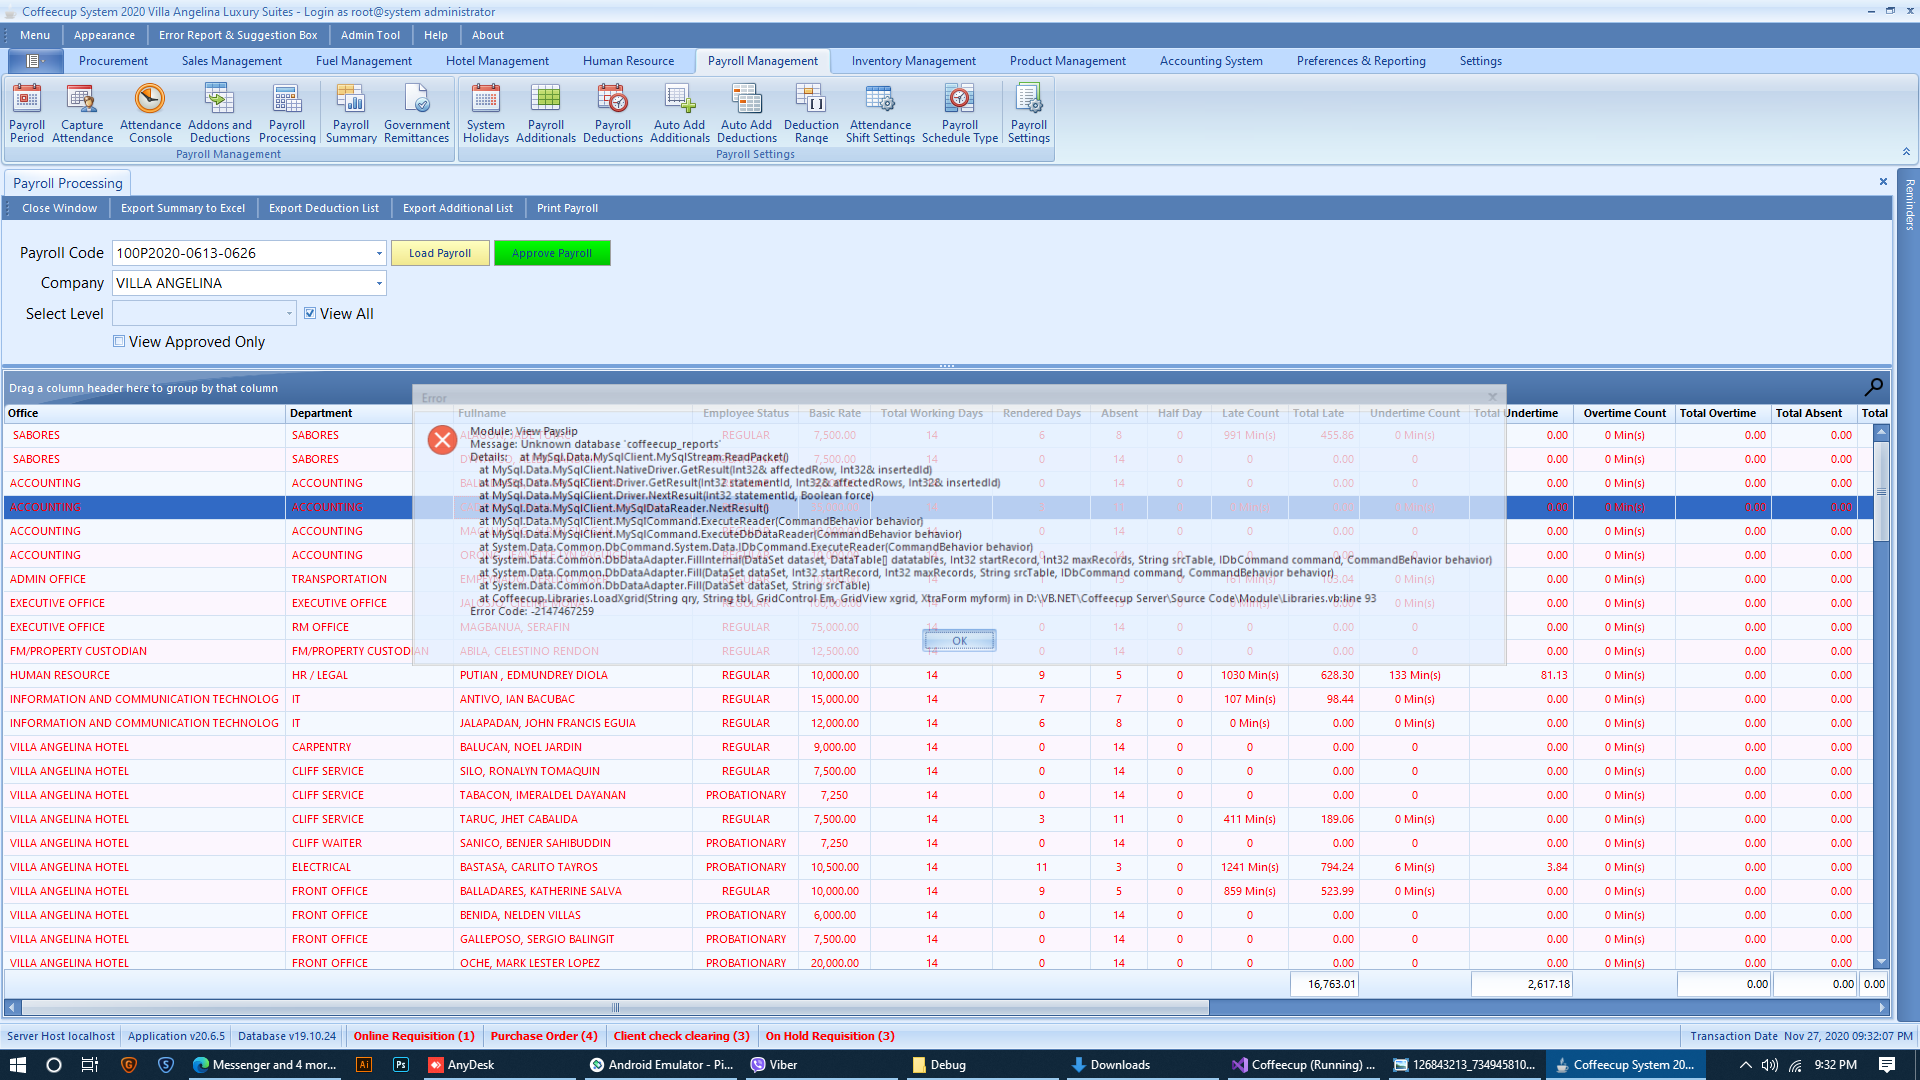 Coffeecup System 2020 Villa Angelina Luxury Suites - Login as root@system administrator
Menu Appearance Error Report & Suggestion Box Admin Tool Help About
Procurement Sales Management Fuel Management Hotel Management Human Resource Payroll Management Inventory Management Product Management Accounting System Preferences & Reporting Settings
Payroll Period Capture Attendance Attendance Console Addons and Deductions Payroll Processing Payroll Summary Government Remittances System Holidays Payroll Additionals Payroll Deductions Auto Add Additionals Auto Add Deductions Deduction Range Attendance Shift Settings Payroll Schedule Type Payroll Settings
Payroll Management Payroll Settings
Reminders
Payroll Processing
Close Window Export Summary to Excel Export Deduction List Export Additional List Print Payroll
Payroll Code 100P2020-0613-0626 Load Payroll Approve Payroll
Company VILLA ANGELINA
Select Level View All
View Approved Only
Drag a column header here to group by that column
Error
Office Department Fullname Employee Status Basic Rate Total Working Days Rendered Days Absent Half Day Late Count Total Late Undertime Count Total Undertime Overtime Count Total Overtime Total Absent Total
Module: View Payslip
Message: Unknown database 'coffeecup_reports'
Details: at MySql.Data.MySqlClient.MySqlStream.ReadPacket()
at MySql.Data.MySqlClient.NativeDriver.GetResult(Int32& affectedRow, Int32& insertedId)
at MySql.Data.MySqlClient.Driver.GetResult(Int32 statementId, Int32& affectedRows, Int32& insertedId)
at MySql.Data.MySqlClient.Driver.NextResult(Int32 statementId, Boolean force)
at MySql.Data.MySqlClient.MySqlDataReader.NextResult()
at MySql.Data.MySqlClient.MySqlCommand.ExecuteReader(CommandBehavior behavior)
at MySql.Data.MySqlClient.MySqlCommand.ExecuteDbDataReader(CommandBehavior behavior)
at System.Data.Common.DbCommand.System.Data.IDbCommand.ExecuteReader(CommandBehavior behavior)
at System.Data.Common.DbDataAdapter.FillInternal(DataSet dataset, DataTable[] datatables, Int32 startRecord, Int32 maxRecords, String srcTable, IDbCommand command, CommandBehavior behavior)
at System.Data.Common.DbDataAdapter.Fill(DataSet dataSet, Int32 startRecord, Int32 maxRecords, String srcTable, IDbCommand command, CommandBehavior behavior)
at System.Data.Common.DbDataAdapter.Fill(DataSet dataSet, String srcTable)
at Coffeecup.Libraries.LoadXgrid(String qry, String tbl, GridControl Em, GridView xgrid, XtraForm myform) in D:\VB.NET\Coffeecup Server\Source Code\Module\Libraries.vb:line 93
Error Code: -2147467259
OK
SABORES SABORES REGULAR 7,500.00 14 6 8 0 991 Min(s) 455.86 0 Min(s) 0.00 0 Min(s) 0.00 0.00
SABORES SABORES 0.00 0 Min(s) 0.00 0.00
ACCOUNTING ACCOUNTING 0.00 0 Min(s) 0.00 0.00
ACCOUNTING ACCOUNTING 0.00 0 Min(s) 0.00 0.00
ACCOUNTING ACCOUNTING 0.00 0 Min(s) 0.00 0.00
ACCOUNTING ACCOUNTING 0.00 0 Min(s) 0.00 0.00
ADMIN OFFICE TRANSPORTATION 0.00 0 Min(s) 0.00 0.00
EXECUTIVE OFFICE EXECUTIVE OFFICE 0.00 0 Min(s) 0.00 0.00
EXECUTIVE OFFICE RM OFFICE MAGBANUA, SERAFIN REGULAR 75,000.00 14 0 14 0 0 0.00 0 0.00 0 Min(s) 0.00 0.00
FM/PROPERTY CUSTODIAN FM/PROPERTY CUSTODIAN ABILA, CELESTINO RENDON REGULAR 12,500.00 14 0 14 0 0 0.00 0 0.00 0 Min(s) 0.00 0.00
HUMAN RESOURCE HR / LEGAL PUTIAN , EDMUNDREY DIOLA REGULAR 10,000.00 14 9 5 0 1030 Min(s) 628.30 133 Min(s) 81.13 0 Min(s) 0.00 0.00
INFORMATION AND COMMUNICATION TECHNOLOG IT ANTIVO, IAN BACUBAC REGULAR 15,000.00 14 7 7 0 107 Min(s) 98.44 0 Min(s) 0.00 0 Min(s) 0.00 0.00
INFORMATION AND COMMUNICATION TECHNOLOG IT JALAPADAN, JOHN FRANCIS EGUIA REGULAR 12,000.00 14 6 8 0 0 Min(s) 0.00 0 Min(s) 0.00 0 Min(s) 0.00 0.00
VILLA ANGELINA HOTEL CARPENTRY BALUCAN, NOEL JARDIN REGULAR 9,000.00 14 0 14 0 0 0.00 0 0.00 0 Min(s) 0.00 0.00
VILLA ANGELINA HOTEL CLIFF SERVICE SILO, RONALYN TOMAQUIN REGULAR 7,500.00 14 0 14 0 0 0.00 0 0.00 0 Min(s) 0.00 0.00
VILLA ANGELINA HOTEL CLIFF SERVICE TABACON, IMERALDEL DAYANAN PROBATIONARY 7,250 14 0 14 0 0 0.00 0 0.00 0 Min(s) 0.00 0.00
VILLA ANGELINA HOTEL CLIFF SERVICE TARUC, JHET CABALIDA REGULAR 7,500.00 14 3 11 0 411 Min(s) 189.06 0 Min(s) 0.00 0 Min(s) 0.00 0.00
VILLA ANGELINA HOTEL CLIFF WAITER SANICO, BENJER SAHIBUDDIN PROBATIONARY 7,250 14 0 14 0 0 0.00 0 0.00 0 Min(s) 0.00 0.00
VILLA ANGELINA HOTEL ELECTRICAL BASTASA, CARLITO TAYROS PROBATIONARY 10,500.00 14 11 3 0 1241 Min(s) 794.24 6 Min(s) 3.84 0 Min(s) 0.00 0.00
VILLA ANGELINA HOTEL FRONT OFFICE BALLADARES, KATHERINE SALVA REGULAR 10,000.00 14 9 5 0 859 Min(s) 523.99 0 Min(s) 0.00 0 Min(s) 0.00 0.00
VILLA ANGELINA HOTEL FRONT OFFICE BENIDA, NELDEN VILLAS PROBATIONARY 6,000.00 14 0 14 0 0 0.00 0 0.00 0 Min(s) 0.00 0.00
VILLA ANGELINA HOTEL FRONT OFFICE GALLEPOSO, SERGIO BALINGIT PROBATIONARY 7,500.00 14 0 14 0 0 0.00 0 0.00 0 Min(s) 0.00 0.00
VILLA ANGELINA HOTEL FRONT OFFICE OCHE, MARK LESTER LOPEZ PROBATIONARY 20,000.00 14 0 14 0 0 0.00 0 0.00 0 Min(s) 0.00 0.00
16,763.01 2,617.18 0.00 0.00 0.00
Server Host localhost Application v20.6.5 Database v19.10.24 Online Requisition (1) Purchase Order (4) Client check clearing (3) On Hold Requisition (3) Transaction Date Nov 27, 2020 09:32:07 PM
Messenger and 4 mor... Ai Ps AnyDesk Android Emulator - Pi... Viber Debug Downloads Coffeecup (Running) ... 126843213_734945810... Coffeecup System 20... 9:32 PM